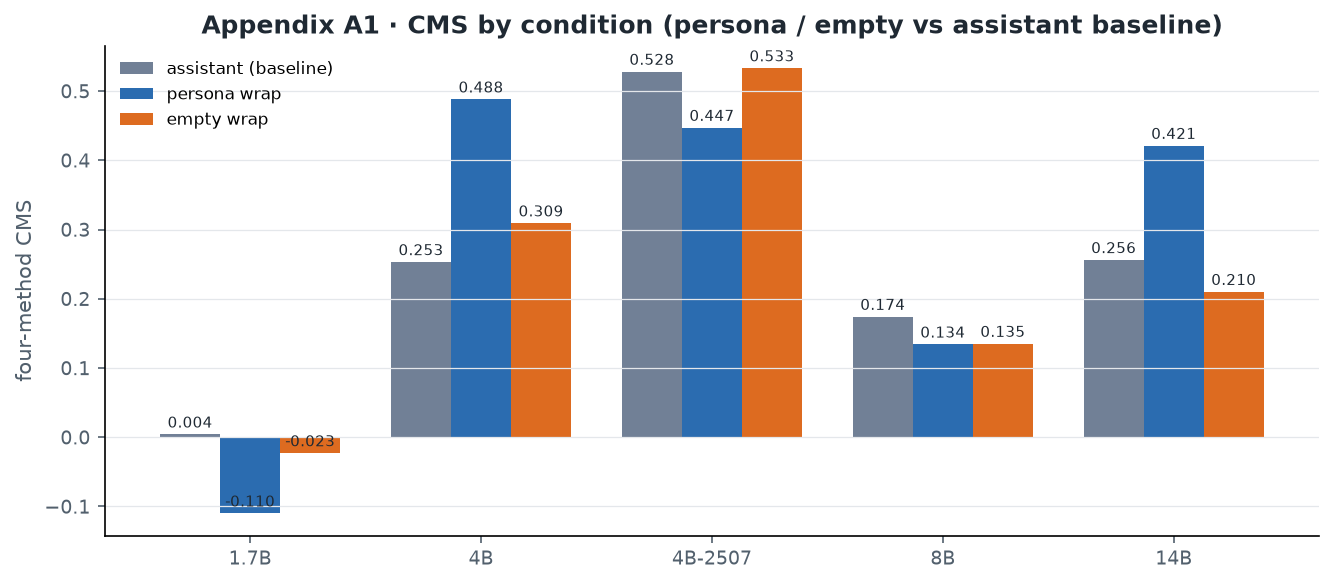 Appendix A1 · CMS by condition (persona / empty vs assistant baseline)
assistant (baseline)
persona wrap
empty wrap
four-method CMS
0.5
0.4
0.3
0.2
0.1
0.0
−0.1
0.004
-0.110
-0.023
0.253
0.488
0.309
0.528
0.447
0.533
0.174
0.134
0.135
0.256
0.421
0.210
1.7B
4B
4B-2507
8B
14B